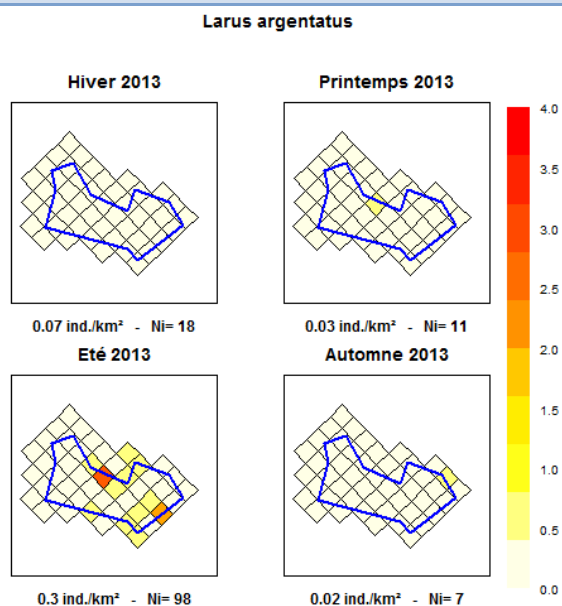 Larus argentatus
Hiver 2013
Printemps 2013
0.07 ind./km² - Ni= 18
0.03 ind./km² - Ni= 11
Eté 2013
Automne 2013
0.3 ind./km² - Ni= 98
0.02 ind./km² - Ni= 7
4.0
3.5
3.0
2.5
2.0
1.5
1.0
0.5
0.0